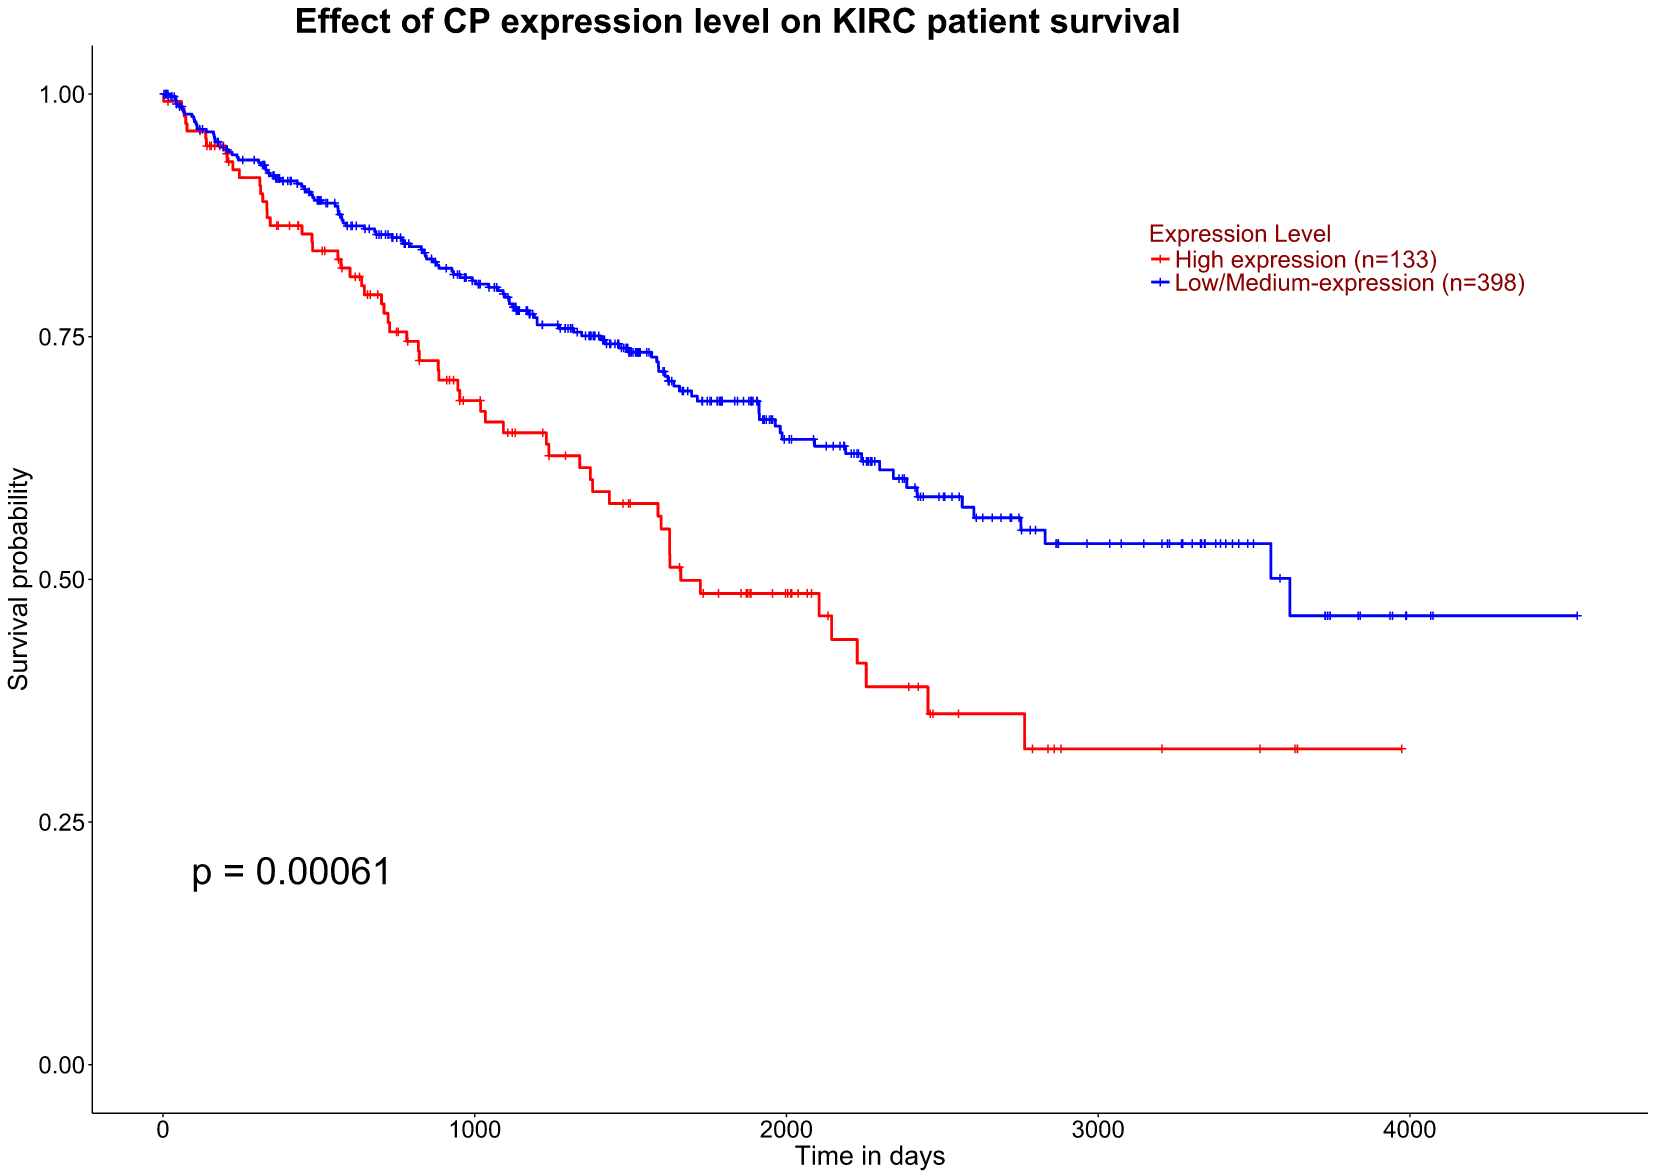 Effect of CP expression level on KIRC patient survival
1.00
0.75
0.50
0.25
0.00
Survival probability
Expression Level
High expression (n=133)
Low/Medium-expression (n=398)
p = 0.00061
0 1000 2000 3000 4000
Time in days